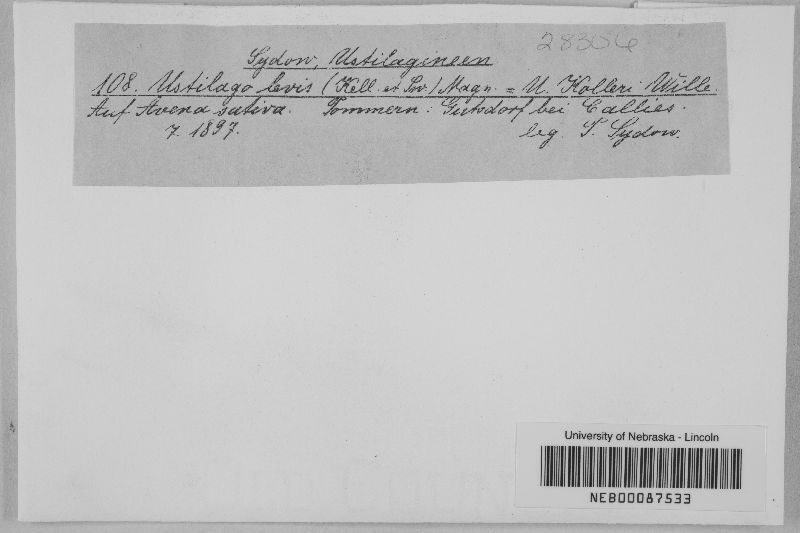 28306
Sydow, Ustilagineen
108. Ustilago levis (Kell. et Sw.) Magn. = U. Kolleri Wille.
Auf Avena sativa. Pommern: Gutsdorf bei Callies.
7. 1897. leg. P. Sydow.
University of Nebraska - Lincoln
NEB00087533